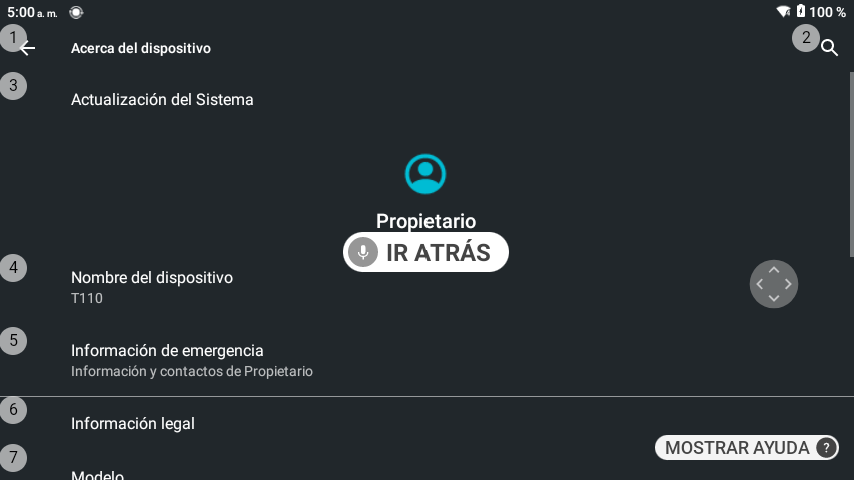 5:00 a. m.
100 %
1
2
Acerca del dispositivo
3
Actualización del Sistema
Propietario
IR ATRÁS
4
Nombre del dispositivo
T110
5
Información de emergencia
Información y contactos de Propietario
6
Información legal
MOSTRAR AYUDA ?
7
Modelo